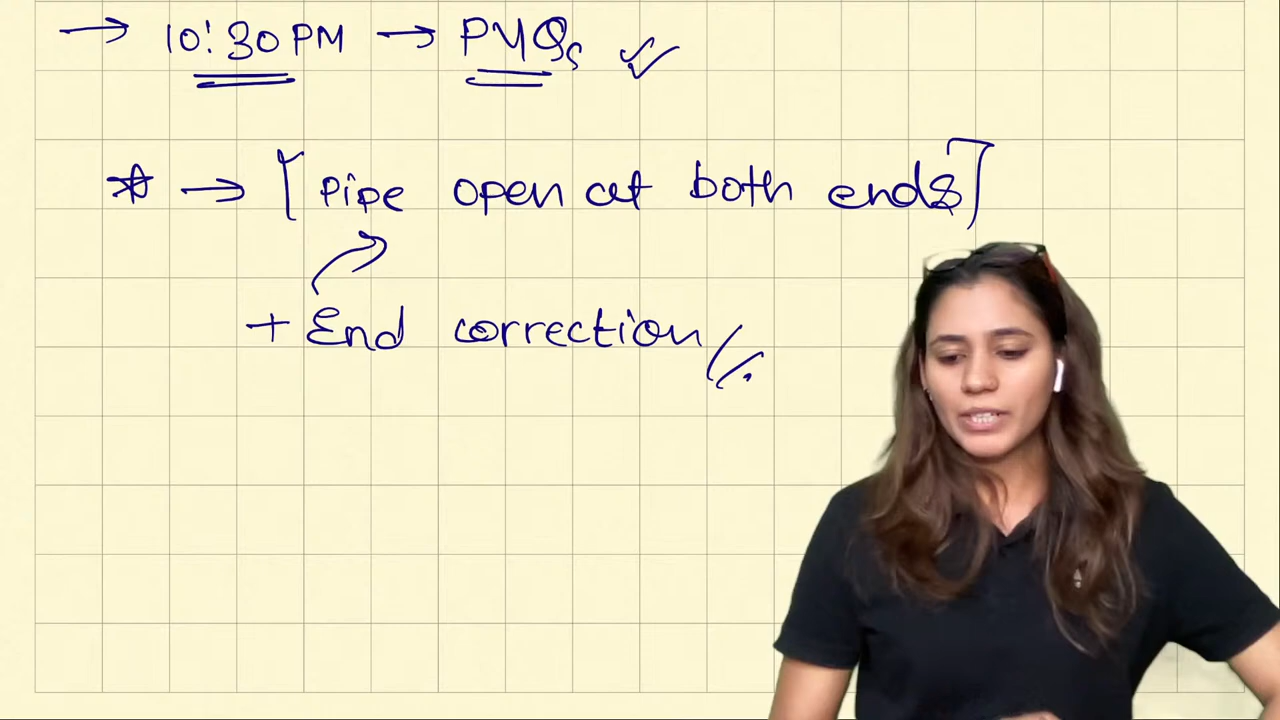 → 10:30 PM → PYQs ✓
* → [Pipe open at both ends]
+ End correction //.